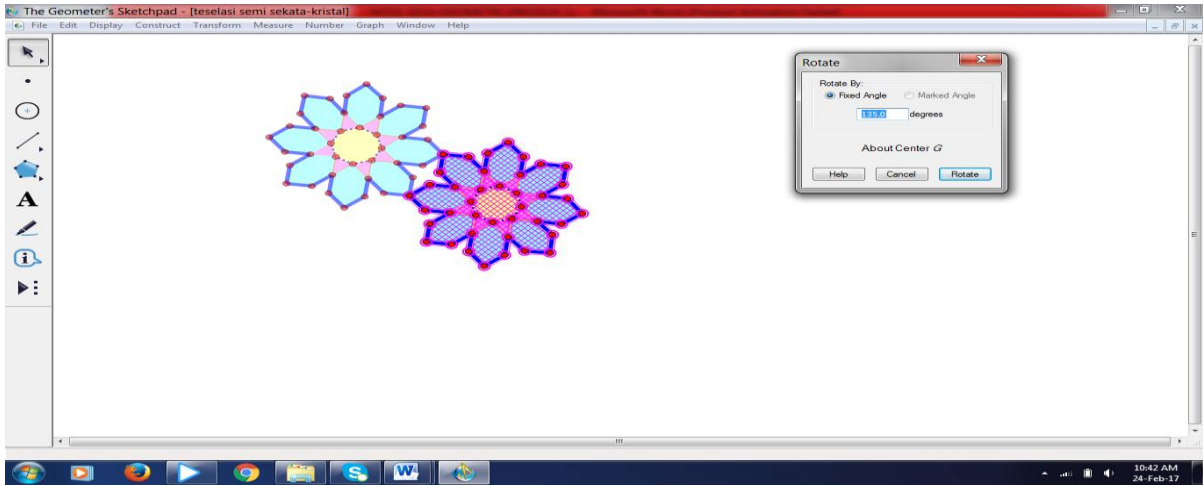 The Geometer's Sketchpad - [teselasi semi sekata-kristal]
File Edit Display Construct Transform Measure Number Graph Window Help
Rotate
Rotate By:
Fixed Angle Marked Angle
135.0 degrees
About Center G
Help Cancel Rotate
A
10:42 AM
24-Feb-17